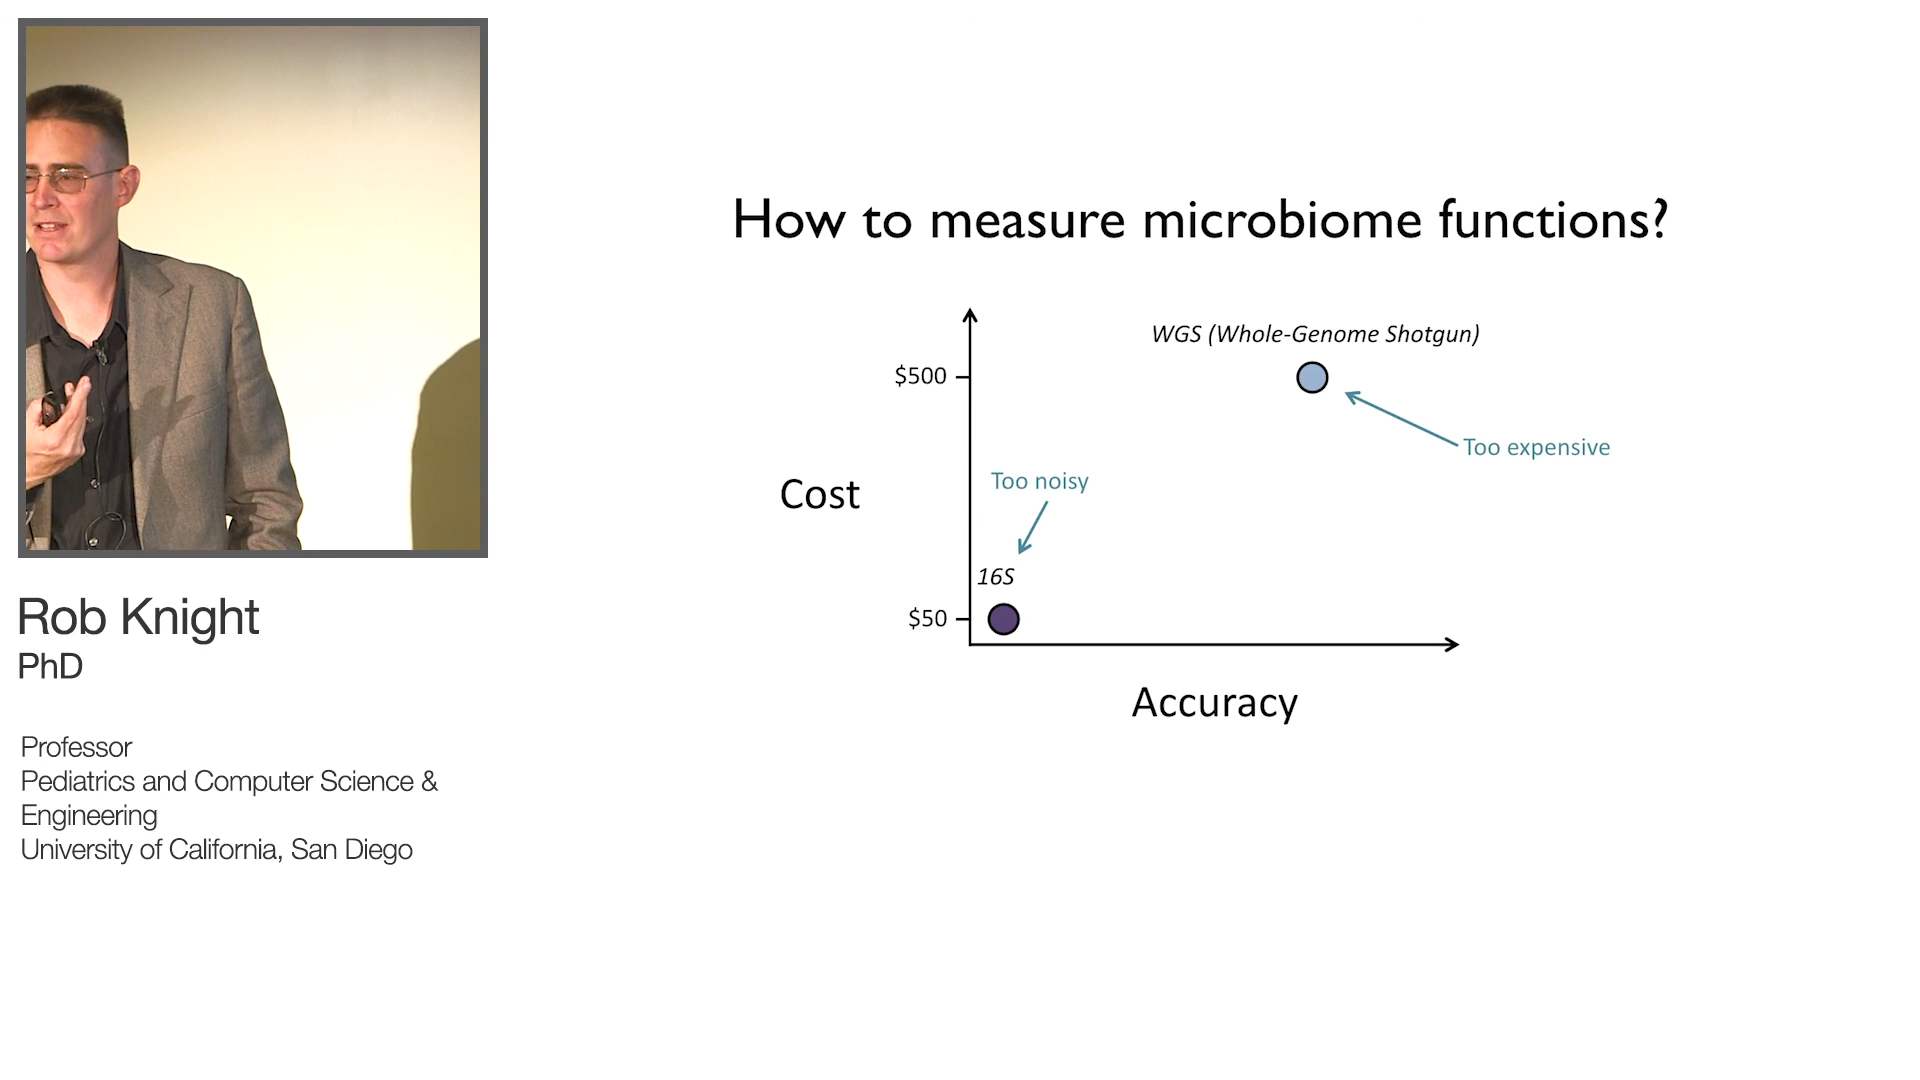 How to measure microbiome functions?
WGS (Whole-Genome Shotgun)
$500
Too expensive
Too noisy
Cost
16S
$50
Accuracy
Rob Knight
PhD
Professor
Pediatrics and Computer Science &
Engineering
University of California, San Diego